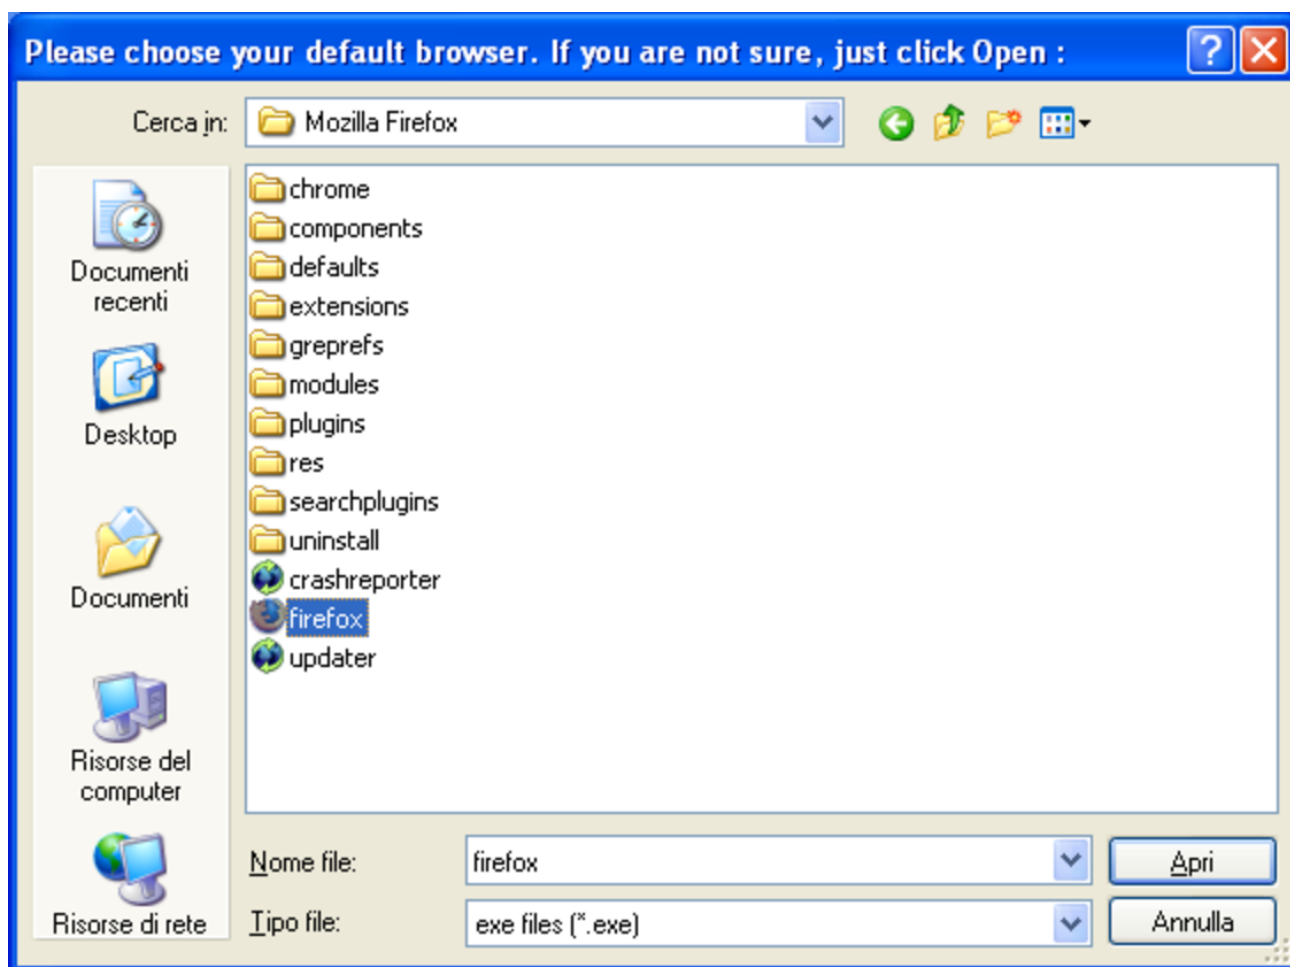 Please choose your default browser. If you are not sure, just click Open :
Cerca in:
Mozilla Firefox
Documenti
recenti
Desktop
Documenti
Risorse del
computer
Risorse di rete
chrome
components
defaults
extensions
greprefs
modules
plugins
res
searchplugins
uninstall
crashreporter
firefox
updater
Nome file:
firefox
Apri
Tipo file:
exe files (*.exe)
Annulla